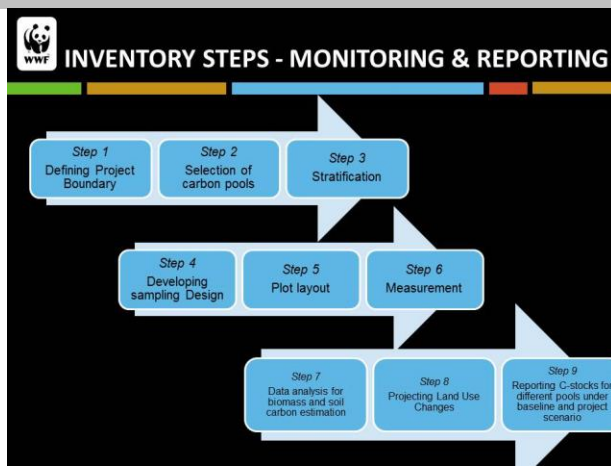 WWF
INVENTORY STEPS - MONITORING & REPORTING
Step 1
Defining Project
Boundary
Step 2
Selection of
carbon pools
Step 3
Stratification
Step 4
Developing
sampling Design
Step 5
Plot layout
Step 6
Measurement
Step 7
Data analysis for
biomass and soil
carbon estimation
Step 8
Projecting Land Use
Changes
Step 9
Reporting C-stocks for
different pools under
baseline and project
scenario